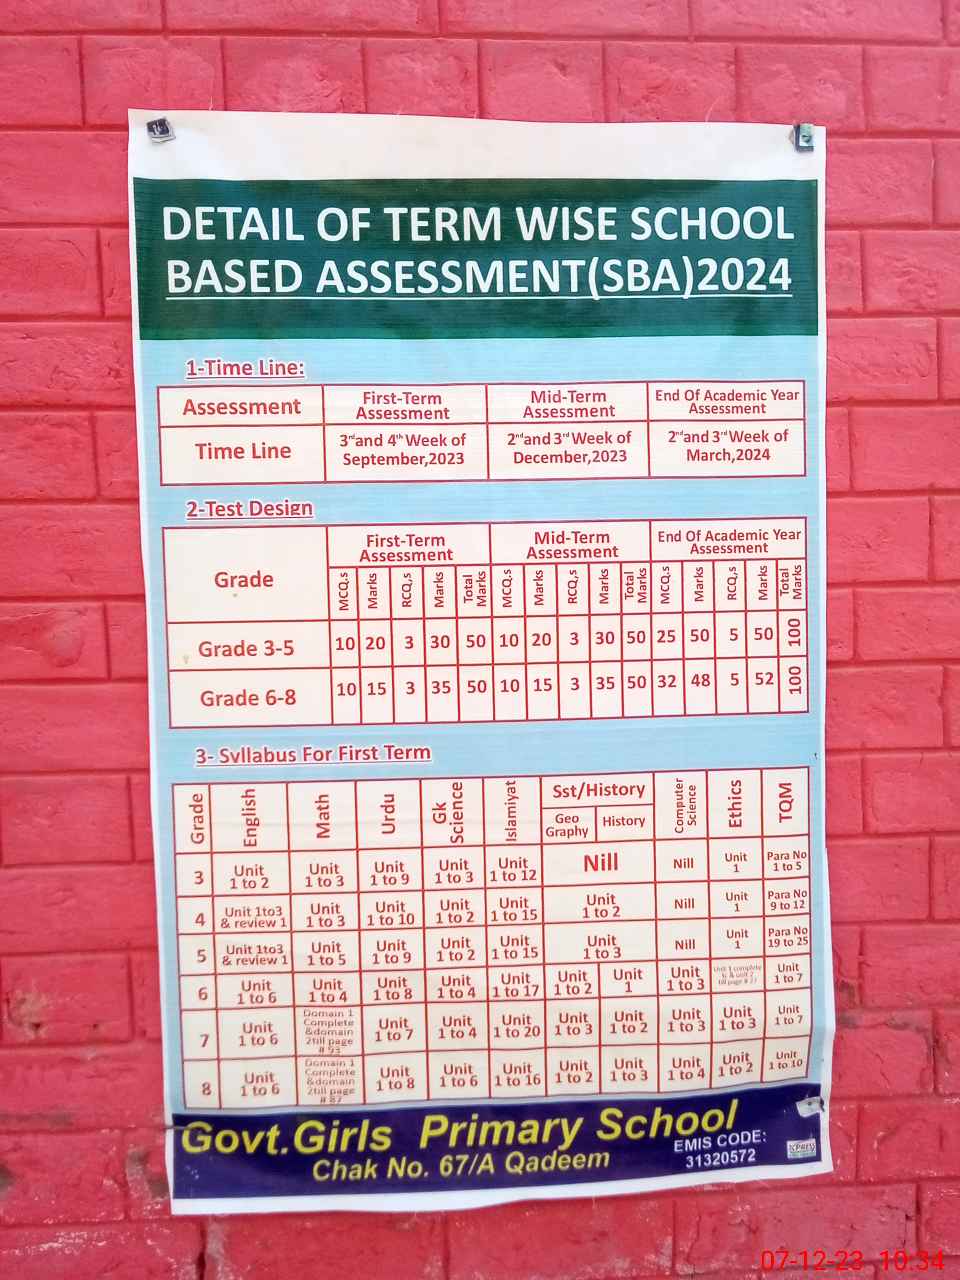 DETAIL OF TERM WISE SCHOOL
BASED ASSESSMENT(SBA)2024
1-Time Line:
Assessment First-Term Assessment Mid-Term Assessment End Of Academic Year Assessment
Time Line 3rd and 4th Week of September,2023 2nd and 3rd Week of December,2023 2nd and 3rd Week of March,2024
2-Test Design
Grade First-Term Assessment Mid-Term Assessment End Of Academic Year Assessment
MCQ,s Marks RCQ,s Marks Total Marks MCQ,s Marks RCQ,s Marks Total Marks MCQ,s Marks RCQ,s Marks Total Marks
Grade 3-5 10 20 3 30 50 10 20 3 30 50 25 50 5 50 100
Grade 6-8 10 15 3 35 50 10 15 3 35 50 32 48 5 52 100
3- Syllabus For First Term
Grade English Math Urdu Gk Science Islamiyat Sst/History Computer Science Ethics TQM
Geo Graphy History
3 Unit 1 to 2 Unit 1 to 3 Unit 1 to 9 Unit 1 to 3 Unit 1 to 12 Nill Nill Unit 1 Para No 1 to 5
4 Unit 1to3 & review 1 Unit 1 to 3 Unit 1 to 10 Unit 1 to 2 Unit 1 to 15 Unit 1 to 2 Nill Unit 1 Para No 9 to 12
5 Unit 1to3 & review 1 Unit 1 to 5 Unit 1 to 9 Unit 1 to 2 Unit 1 to 15 Unit 1 to 3 Nill Unit 1 Para No 19 to 25
6 Unit 1 to 6 Unit 1 to 4 Unit 1 to 8 Unit 1 to 4 Unit 1 to 17 Unit 1 to 2 Unit 1 Unit 1 to 3 Unit 1 complete & unit 2 till page # 27 Unit 1 to 7
7 Unit 1 to 6 Domain 1 Complete &domain 2till page # 93 Unit 1 to 7 Unit 1 to 4 Unit 1 to 20 Unit 1 to 3 Unit 1 to 2 Unit 1 to 3 Unit 1 to 3 Unit 1 to 7
8 Unit 1 to 6 Domain 1 Complete &domain 2till page # 87 Unit 1 to 8 Unit 1 to 6 Unit 1 to 16 Unit 1 to 2 Unit 1 to 3 Unit 1 to 4 Unit 1 to 2 Unit 1 to 10
Govt.Girls Primary School
Chak No. 67/A Qadeem
EMIS CODE:
31320572
07-12-23 10:34